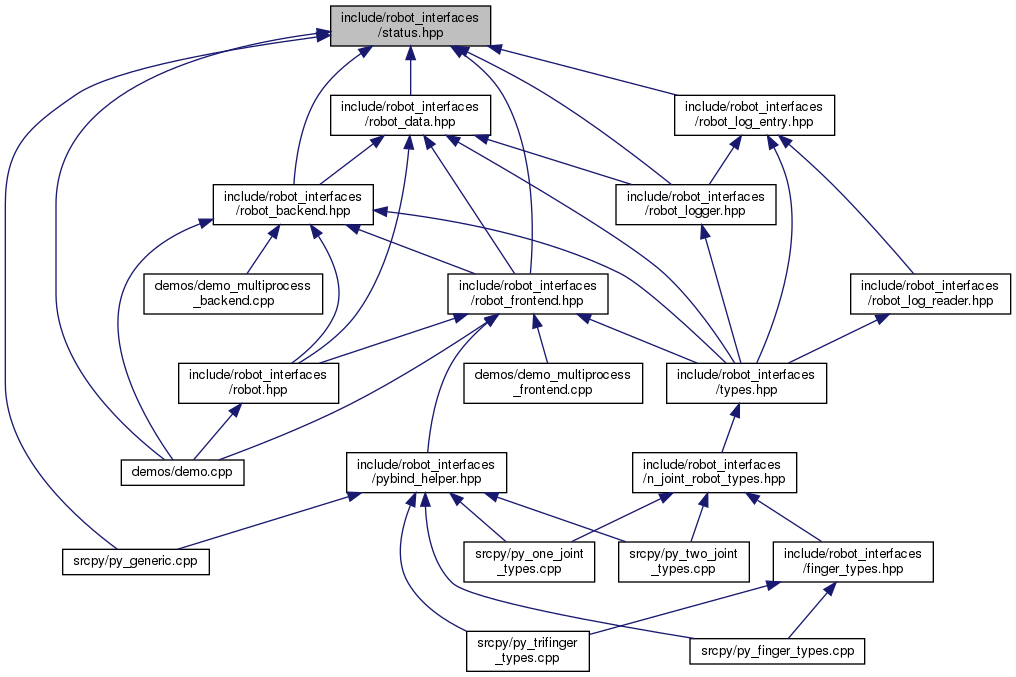 include/robot_interfaces
/status.hpp
include/robot_interfaces
/robot_data.hpp
include/robot_interfaces
/robot_log_entry.hpp
include/robot_interfaces
/robot_backend.hpp
include/robot_interfaces
/robot_logger.hpp
demos/demo_multiprocess
_backend.cpp
include/robot_interfaces
/robot_frontend.hpp
include/robot_interfaces
/robot_log_reader.hpp
include/robot_interfaces
/robot.hpp
demos/demo_multiprocess
_frontend.cpp
include/robot_interfaces
/types.hpp
demos/demo.cpp
include/robot_interfaces
/pybind_helper.hpp
include/robot_interfaces
/n_joint_robot_types.hpp
srcpy/py_generic.cpp
srcpy/py_one_joint
_types.cpp
srcpy/py_two_joint
_types.cpp
include/robot_interfaces
/finger_types.hpp
srcpy/py_trifinger
_types.cpp
srcpy/py_finger_types.cpp